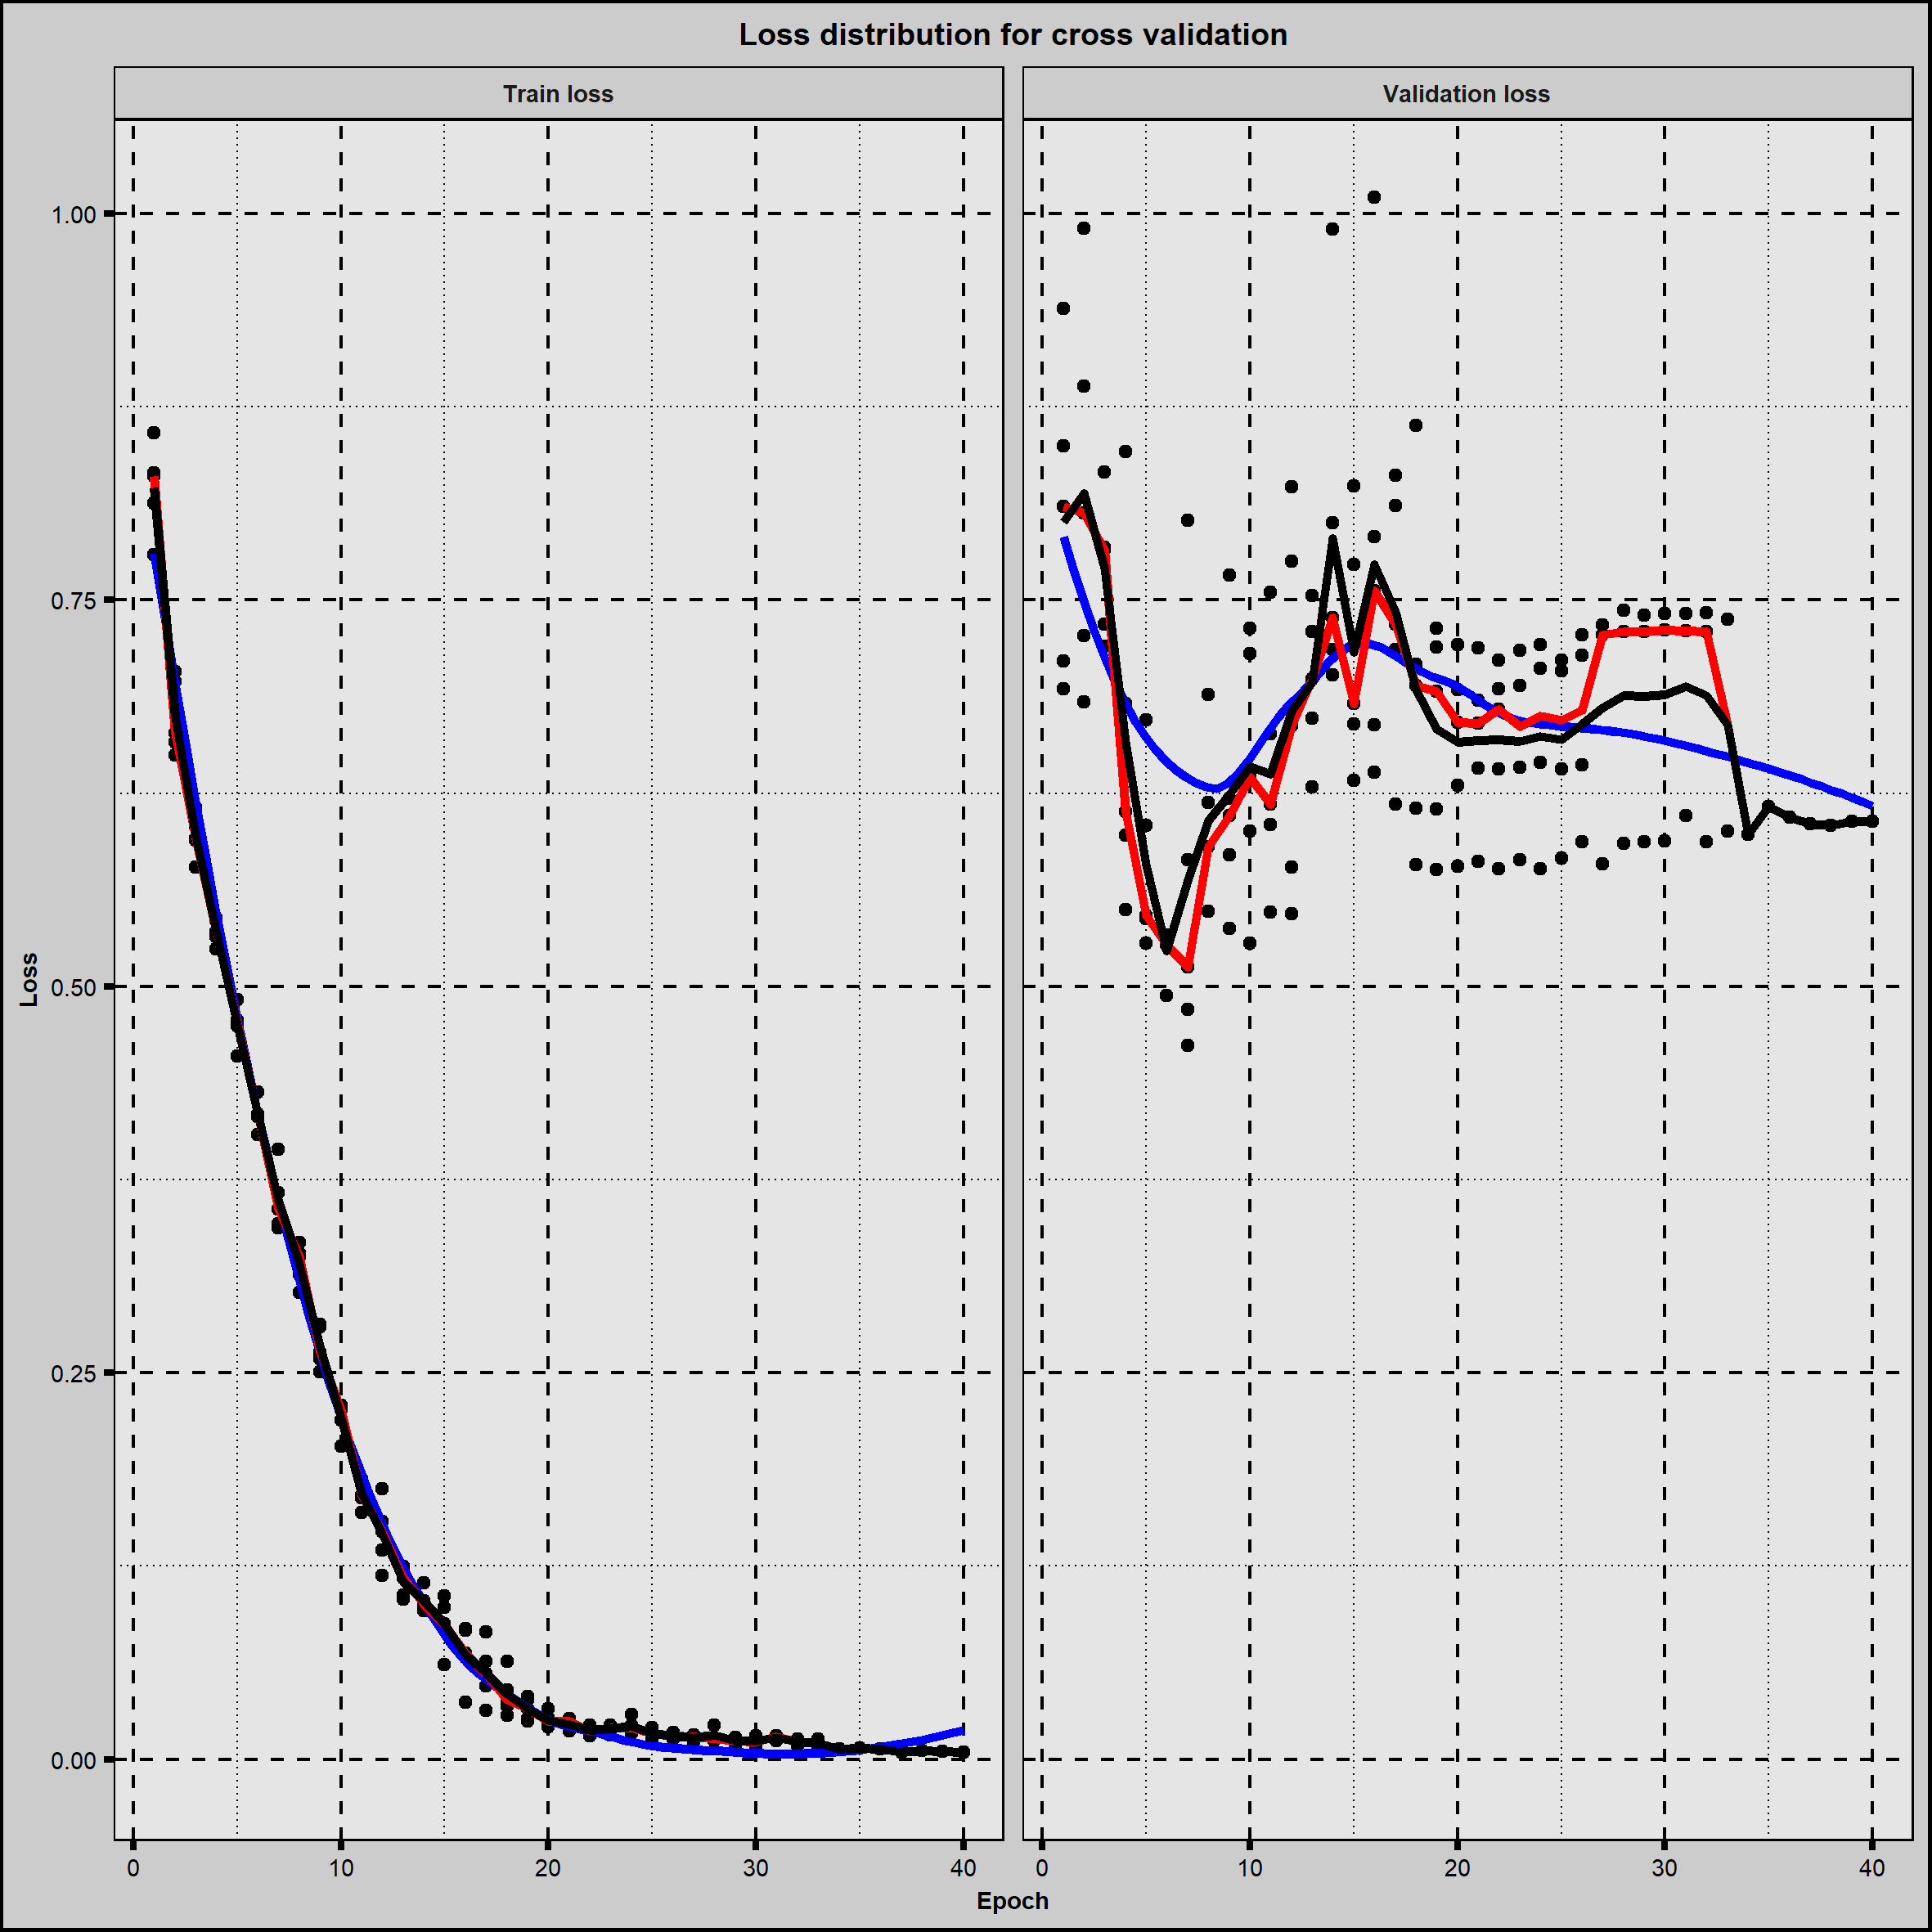 Loss distribution for cross validation
Train loss
Validation loss
1.00
0.75
0.50
0.25
0.00
Loss
0 10 20 30 40
0 10 20 30 40
Epoch